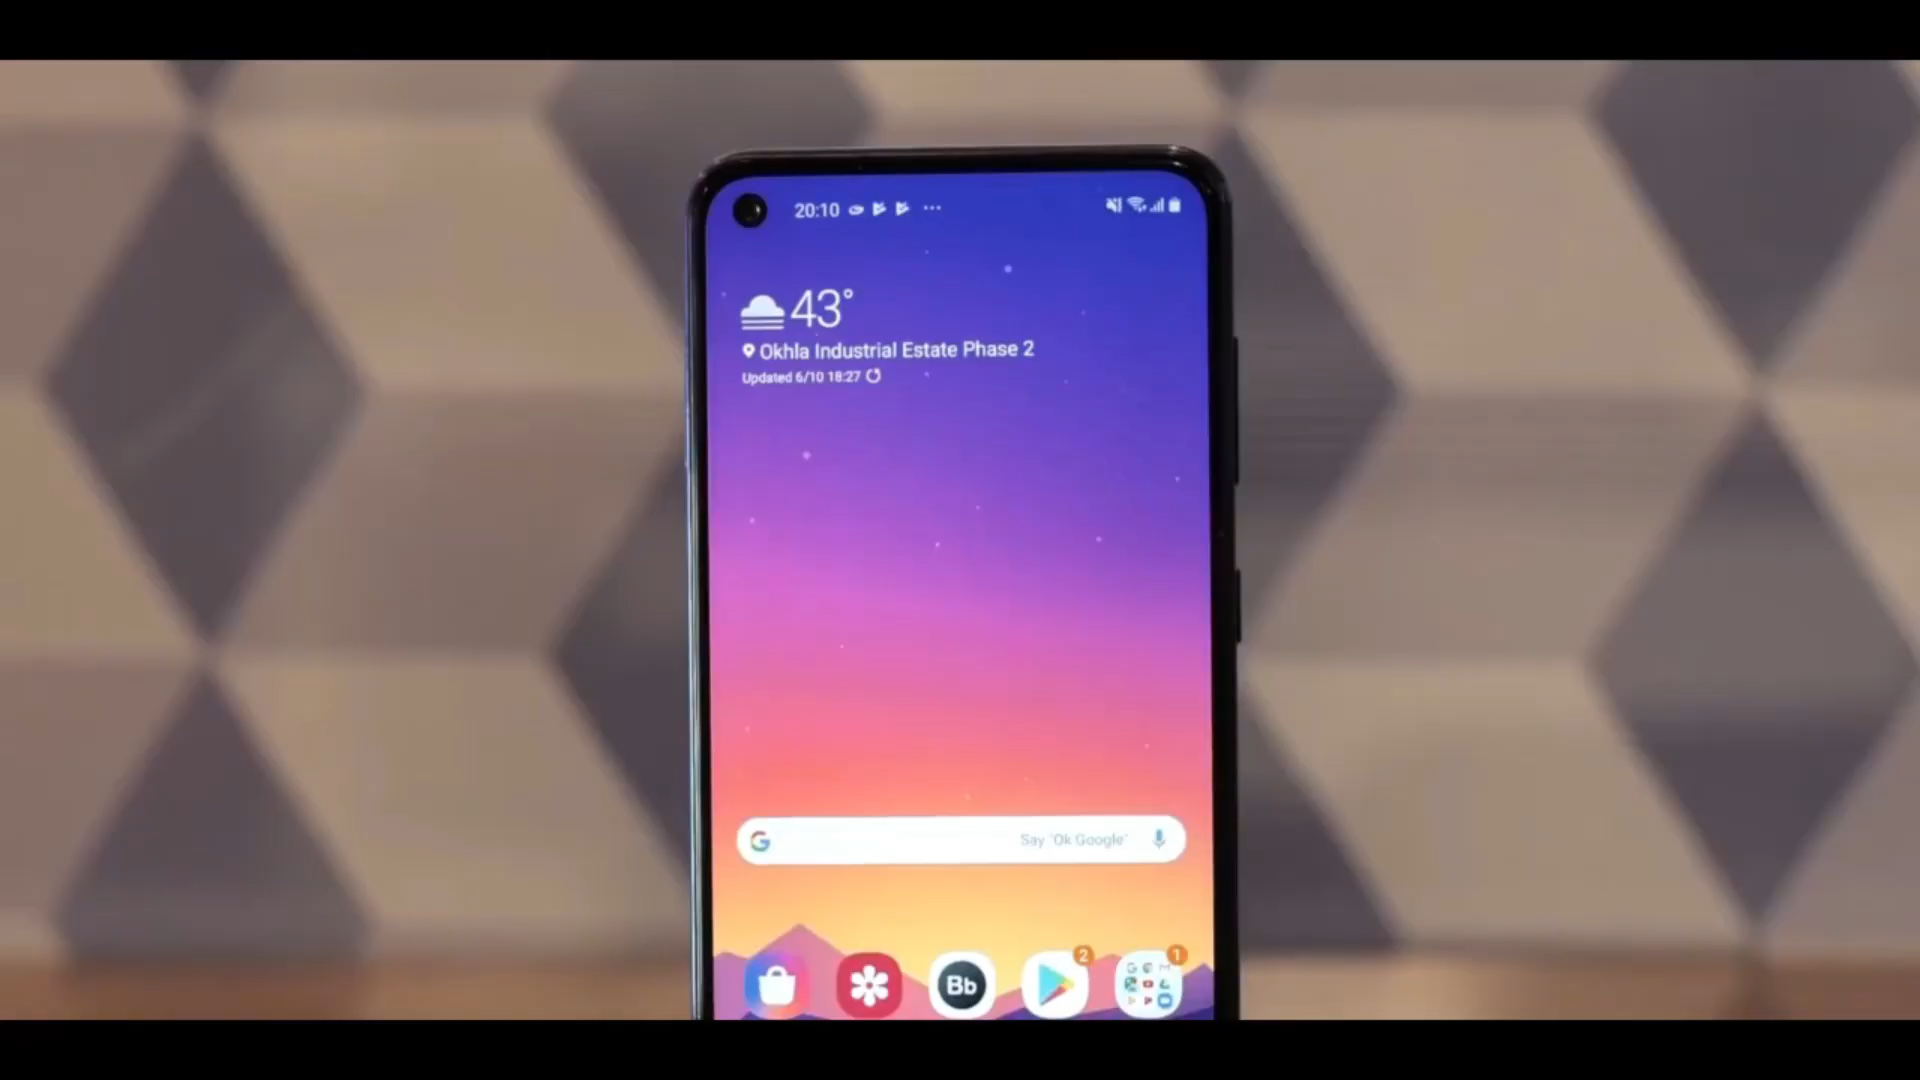 20:10
43°
Okhla Industrial Estate Phase 2
Updated 6/10 18:27
G Say "Ok Google"
2 1
Bb